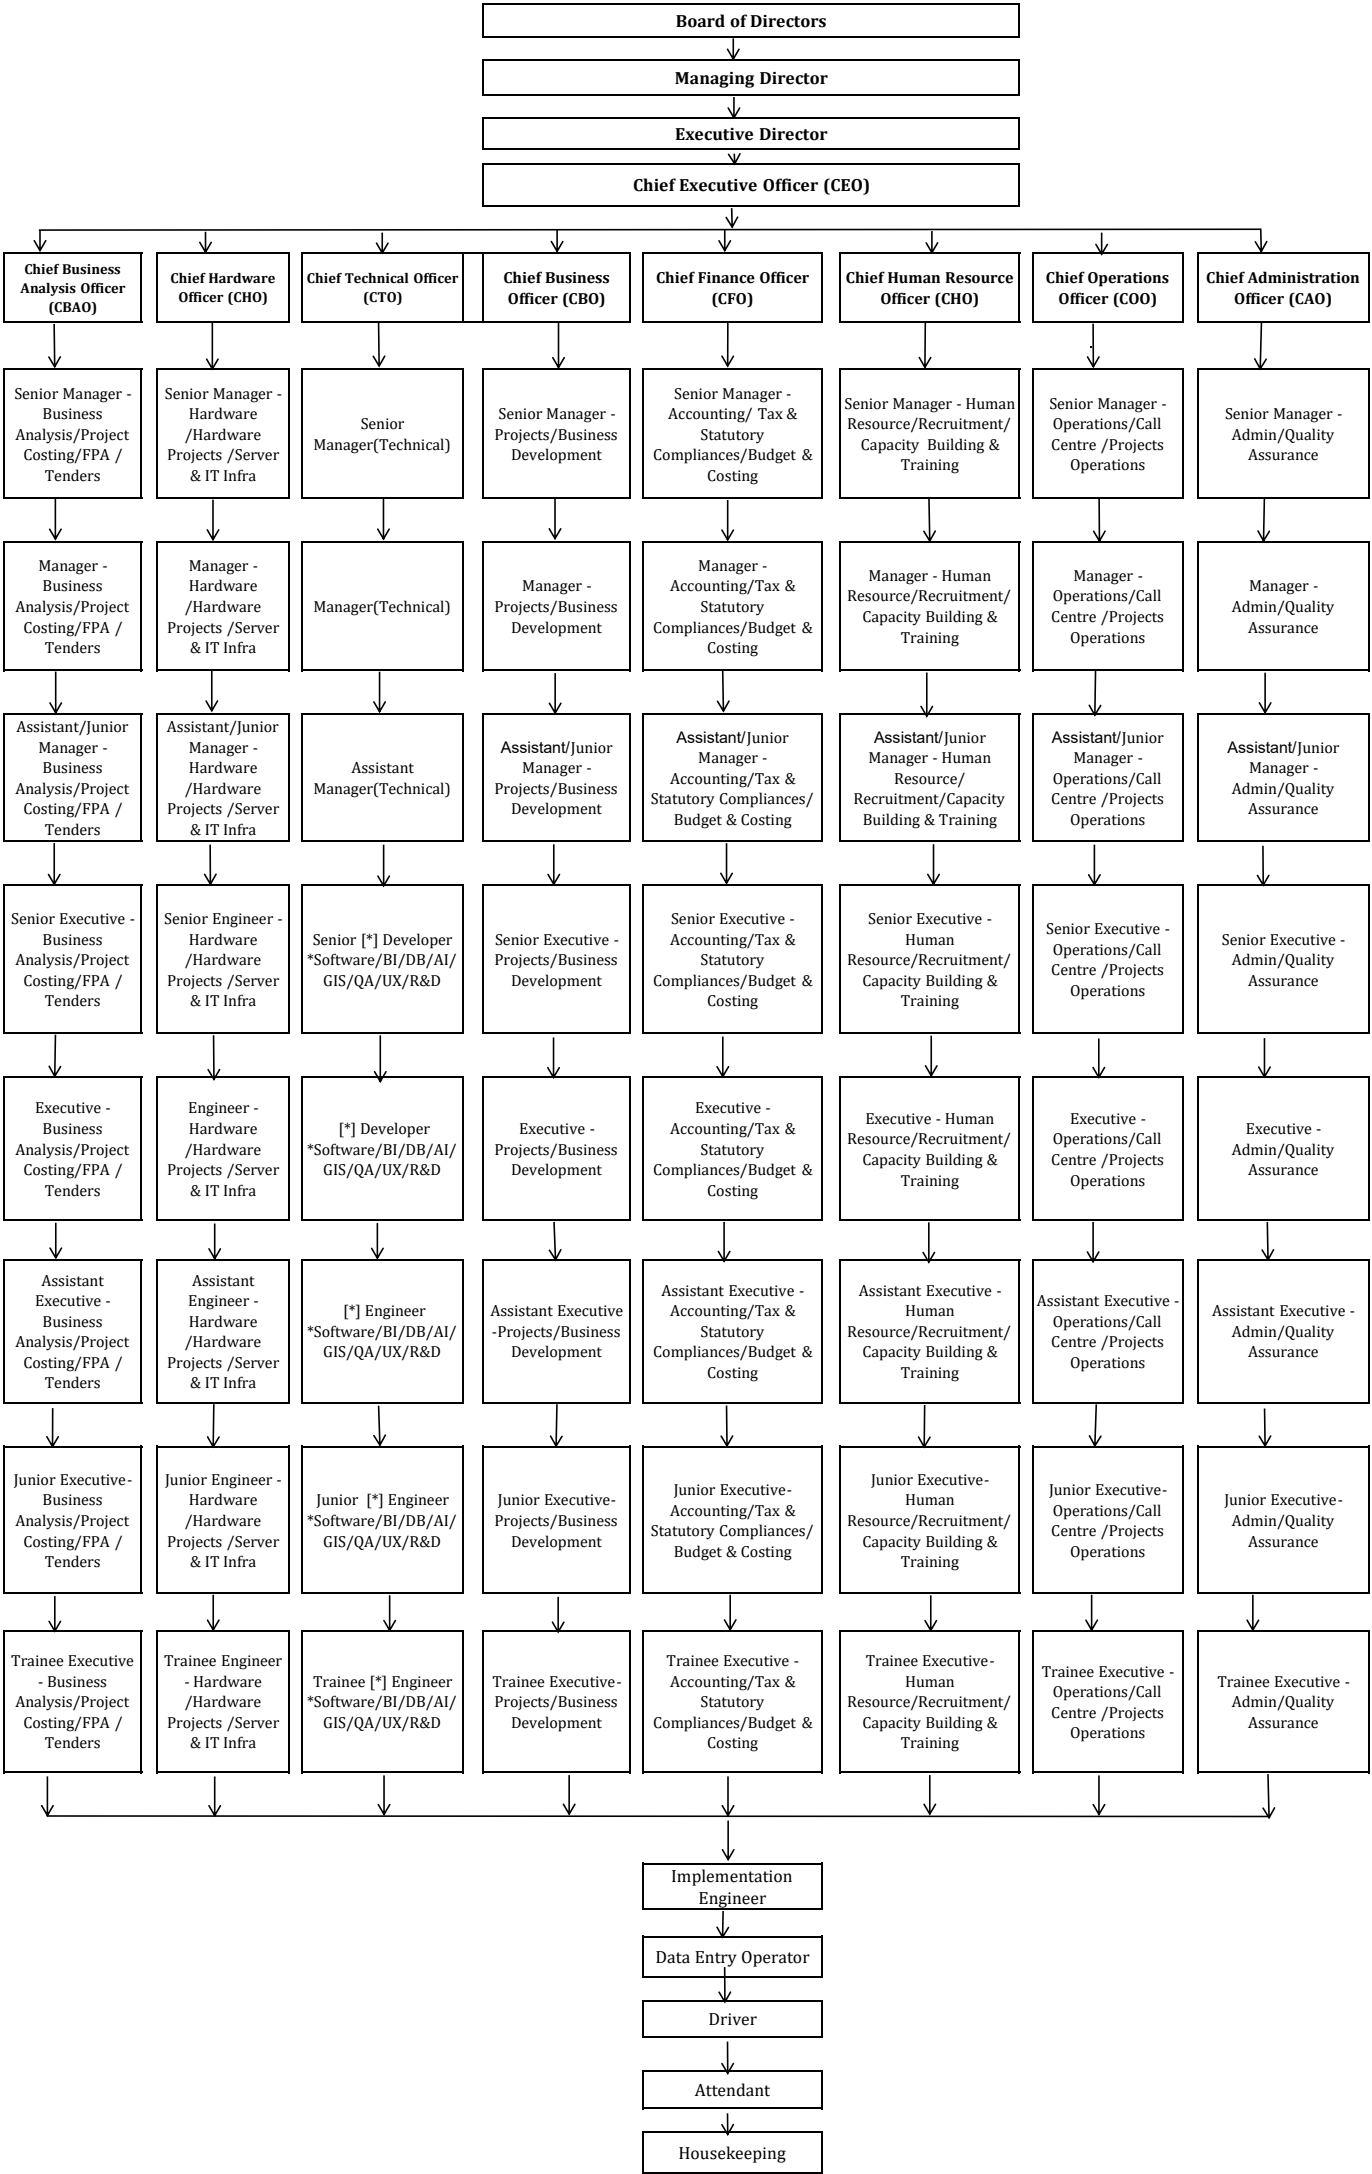 Board of Directors
Managing Director
Executive Director
Chief Executive Officer (CEO)
Chief Business
Analysis Officer
(CBAO)
Chief Hardware
Officer (CHO)
Chief Technical Officer
(CTO)
Chief Business
Officer (CBO)
Chief Finance Officer
(CFO)
Chief Human Resource
Officer (CHO)
Chief Operations
Officer (COO)
Chief Administration
Officer (CAO)
Senior Manager -
Business
Analysis/Project
Costing/FPA /
Tenders
Senior Manager -
Hardware
/Hardware
Projects /Server
& IT Infra
Senior
Manager(Technical)
Senior Manager -
Projects/Business
Development
Senior Manager -
Accounting/ Tax &
Statutory
Compliances/Budget &
Costing
Senior Manager - Human
Resource/Recruitment/
Capacity Building &
Training
Senior Manager -
Operations/Call
Centre /Projects
Operations
Senior Manager -
Admin/Quality
Assurance
Manager -
Business
Analysis/Project
Costing/FPA /
Tenders
Manager -
Hardware
/Hardware
Projects /Server
& IT Infra
Manager(Technical)
Manager -
Projects/Business
Development
Manager -
Accounting/Tax &
Statutory
Compliances/Budget &
Costing
Manager - Human
Resource/Recruitment/
Capacity Building &
Training
Manager -
Operations/Call
Centre /Projects
Operations
Manager -
Admin/Quality
Assurance
Assistant/Junior
Manager -
Business
Analysis/Project
Costing/FPA /
Tenders
Assistant/Junior
Manager -
Hardware
/Hardware
Projects /Server
& IT Infra
Assistant
Manager(Technical)
Assistant/Junior
Manager -
Projects/Business
Development
Assistant/Junior
Manager -
Accounting/Tax &
Statutory Compliances/
Budget & Costing
Assistant/Junior
Manager - Human
Resource/
Recruitment/Capacity
Building & Training
Assistant/Junior
Manager -
Operations/Call
Centre /Projects
Operations
Assistant/Junior
Manager -
Admin/Quality
Assurance
Senior Executive -
Business
Analysis/Project
Costing/FPA /
Tenders
Senior Engineer -
Hardware
/Hardware
Projects /Server
& IT Infra
Senior [*] Developer
*Software/BI/DB/AI/
GIS/QA/UX/R&D
Senior Executive -
Projects/Business
Development
Senior Executive -
Accounting/Tax &
Statutory
Compliances/Budget &
Costing
Senior Executive -
Human
Resource/Recruitment/
Capacity Building &
Training
Senior Executive -
Operations/Call
Centre /Projects
Operations
Senior Executive -
Admin/Quality
Assurance
Executive -
Business
Analysis/Project
Costing/FPA /
Tenders
Engineer -
Hardware
/Hardware
Projects /Server
& IT Infra
[*] Developer
*Software/BI/DB/AI/
GIS/QA/UX/R&D
Executive -
Projects/Business
Development
Executive -
Accounting/Tax &
Statutory
Compliances/Budget &
Costing
Executive - Human
Resource/Recruitment/
Capacity Building &
Training
Executive -
Operations/Call
Centre /Projects
Operations
Executive -
Admin/Quality
Assurance
Assistant
Executive -
Business
Analysis/Project
Costing/FPA /
Tenders
Assistant
Engineer -
Hardware
/Hardware
Projects /Server
& IT Infra
[*] Engineer
*Software/BI/DB/AI/
GIS/QA/UX/R&D
Assistant Executive
-Projects/Business
Development
Assistant Executive -
Accounting/Tax &
Statutory
Compliances/Budget &
Costing
Assistant Executive -
Human
Resource/Recruitment/
Capacity Building &
Training
Assistant Executive -
Operations/Call
Centre /Projects
Operations
Assistant Executive -
Admin/Quality
Assurance
Junior Executive-
Business
Analysis/Project
Costing/FPA /
Tenders
Junior Engineer -
Hardware
/Hardware
Projects /Server
& IT Infra
Junior [*] Engineer
*Software/BI/DB/AI/
GIS/QA/UX/R&D
Junior Executive-
Projects/Business
Development
Junior Executive-
Accounting/Tax &
Statutory Compliances/
Budget & Costing
Junior Executive-
Human
Resource/Recruitment/
Capacity Building &
Training
Junior Executive-
Operations/Call
Centre /Projects
Operations
Junior Executive-
Admin/Quality
Assurance
Trainee Executive
- Business
Analysis/Project
Costing/FPA /
Tenders
Trainee Engineer
- Hardware
/Hardware
Projects /Server
& IT Infra
Trainee [*] Engineer
*Software/BI/DB/AI/
GIS/QA/UX/R&D
Trainee Executive-
Projects/Business
Development
Trainee Executive -
Accounting/Tax &
Statutory
Compliances/Budget &
Costing
Trainee Executive-
Human
Resource/Recruitment/
Capacity Building &
Training
Trainee Executive -
Operations/Call
Centre /Projects
Operations
Trainee Executive -
Admin/Quality
Assurance
Implementation
Engineer
Data Entry Operator
Driver
Attendant
Housekeeping